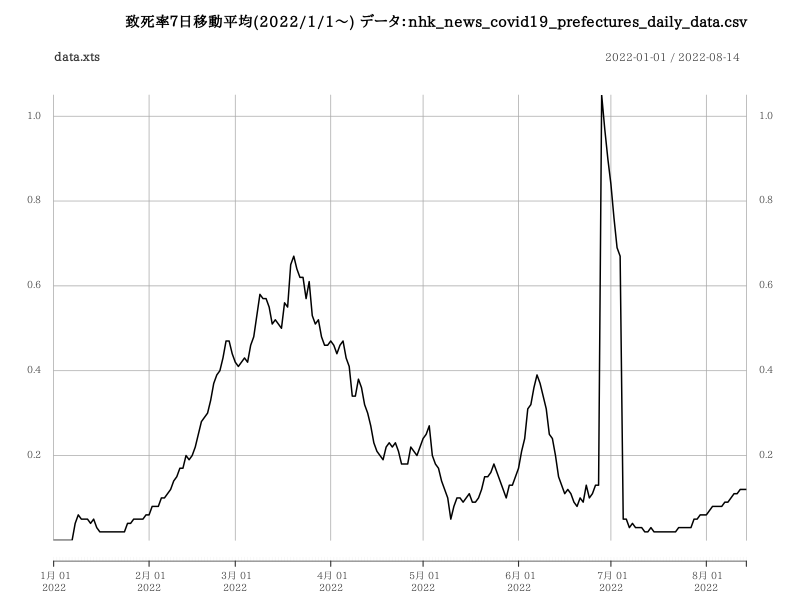 致死率7日移動平均(2022/1/1～) データ:nhk_news_covid19_prefectures_daily_data.csv
data.xts 2022-01-01 / 2022-08-14
1.0 1.0
0.8 0.8
0.6 0.6
0.4 0.4
0.2 0.2
1月 01 2月 01 3月 01 4月 01 5月 01 6月 01 7月 01 8月 01
2022 2022 2022 2022 2022 2022 2022 2022